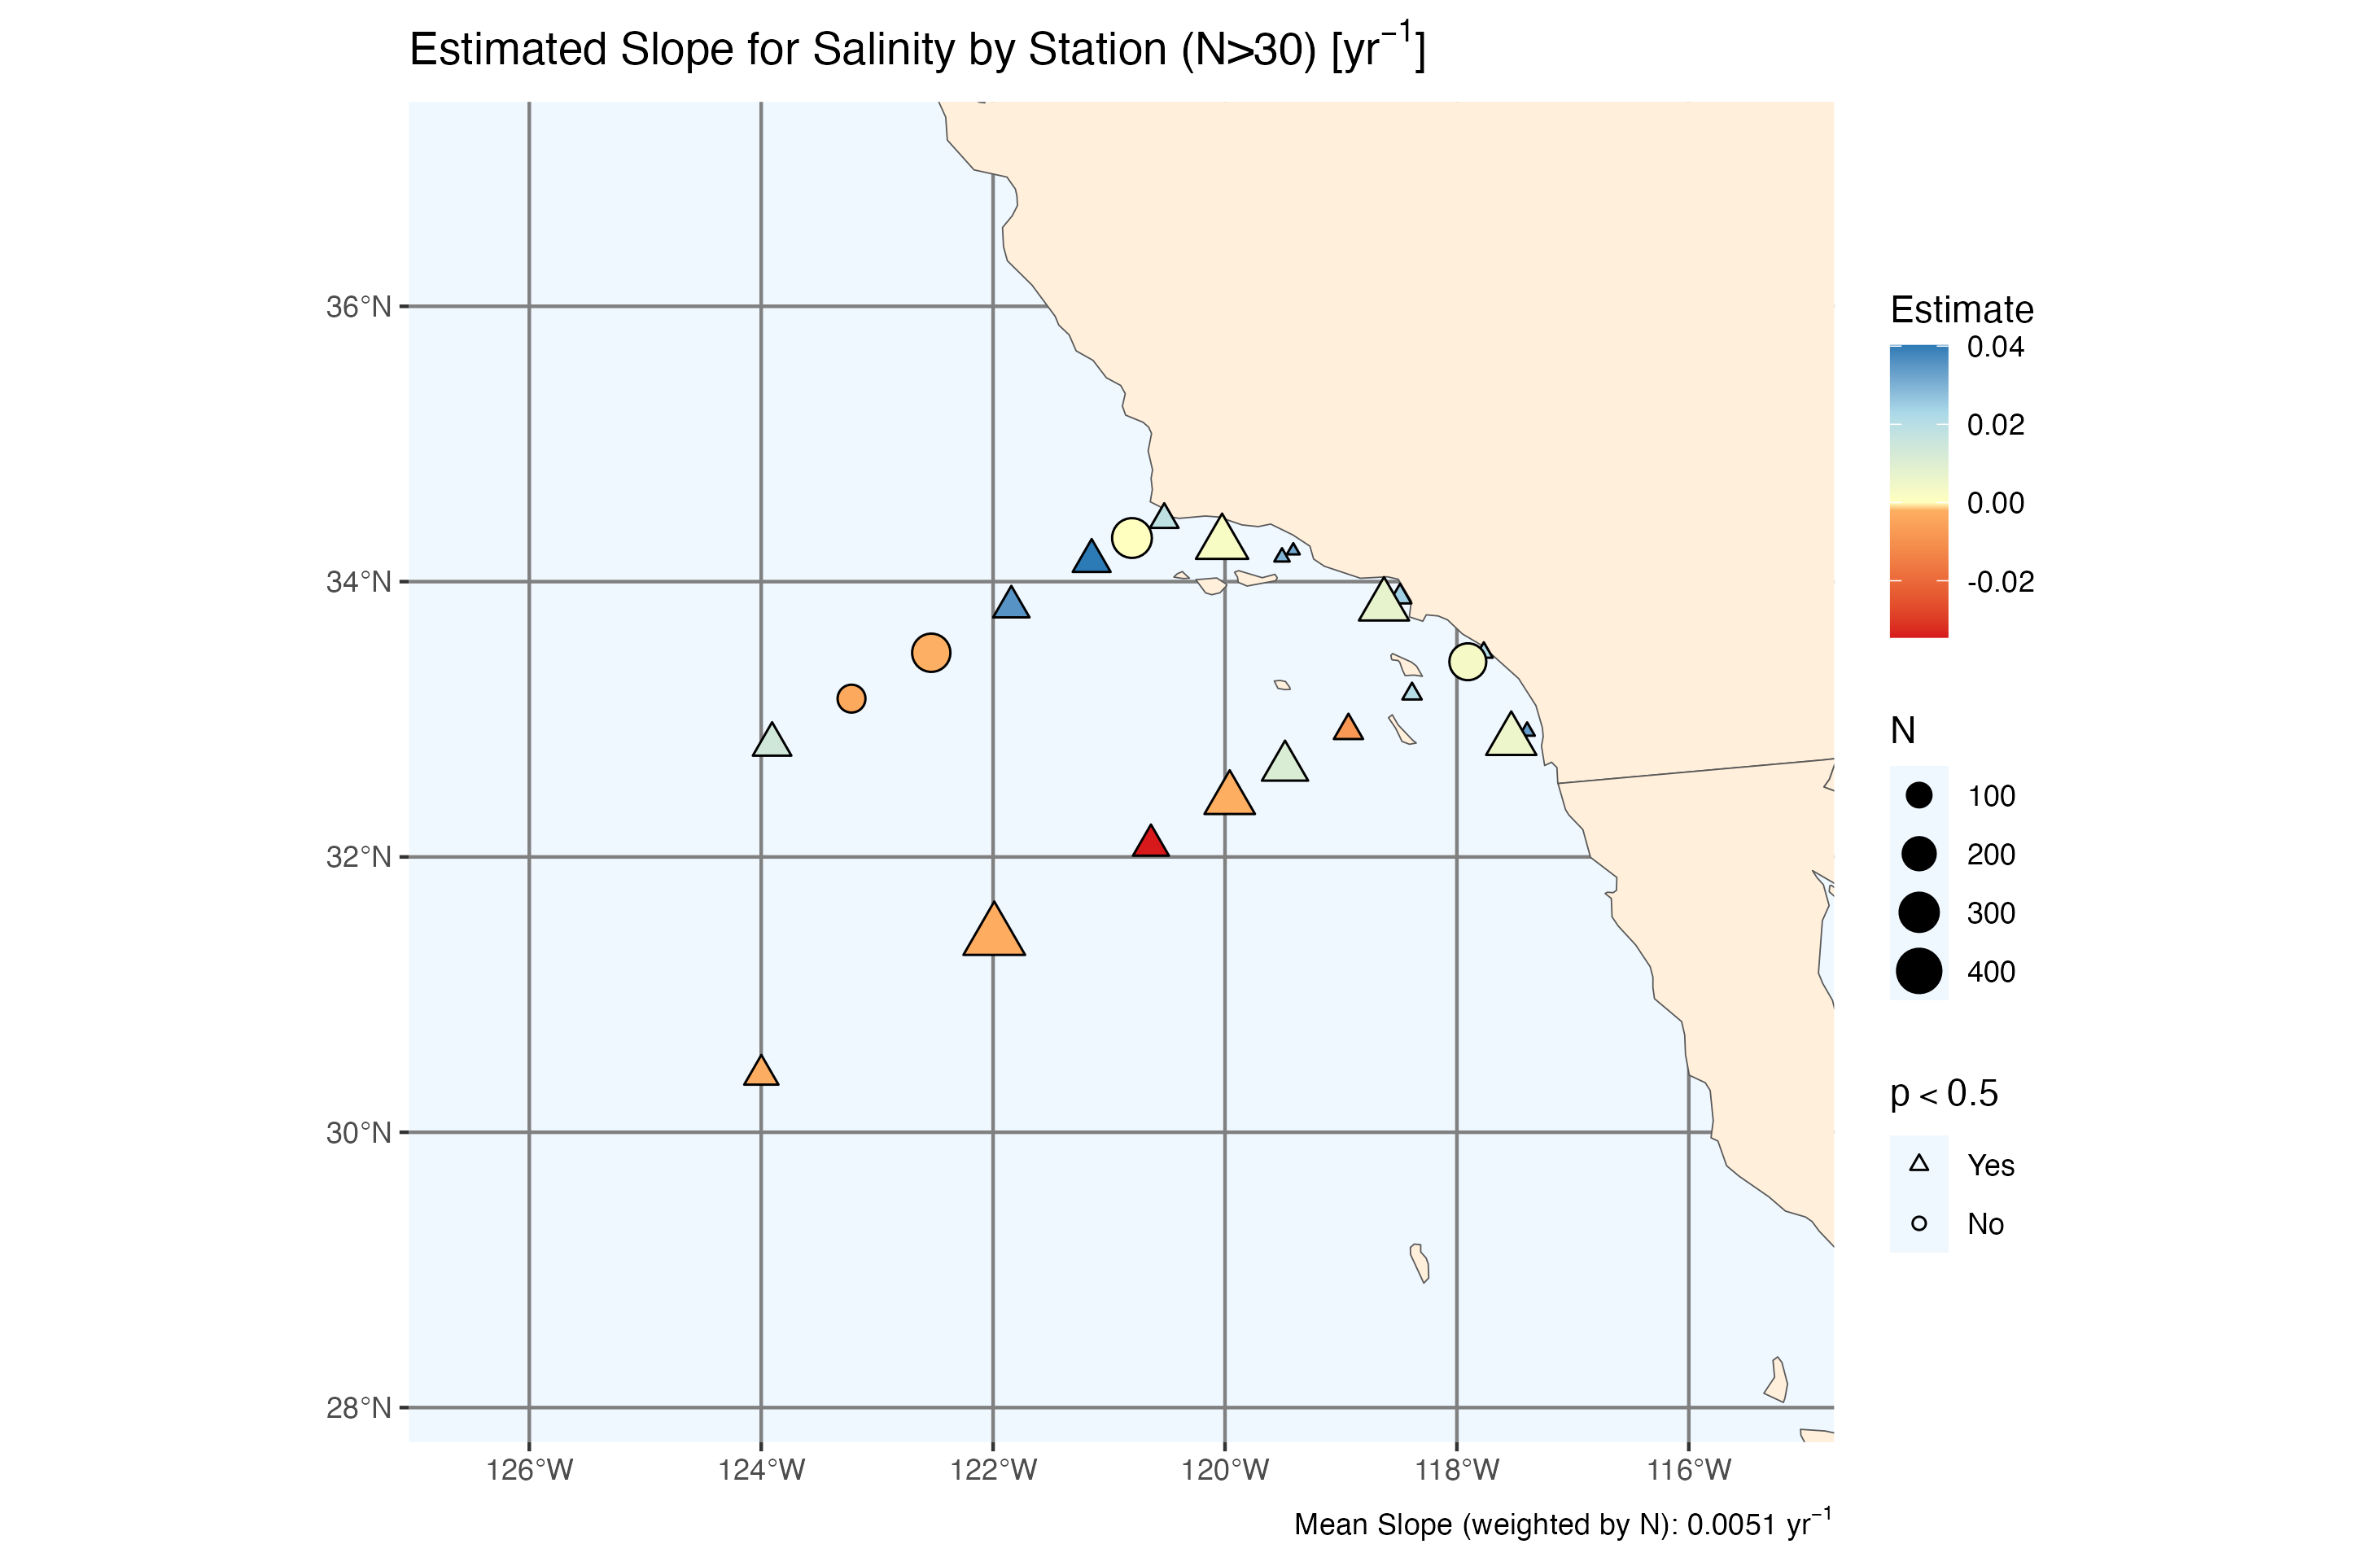 Estimated Slope for Salinity by Station (N>30) [yr⁻¹]
36°N
34°N
32°N
30°N
28°N
126°W
124°W
122°W
120°W
118°W
116°W
Estimate
0.04
0.02
0.00
-0.02
N
100
200
300
400
p < 0.5
Yes
No
Mean Slope (weighted by N): 0.0051 yr⁻¹